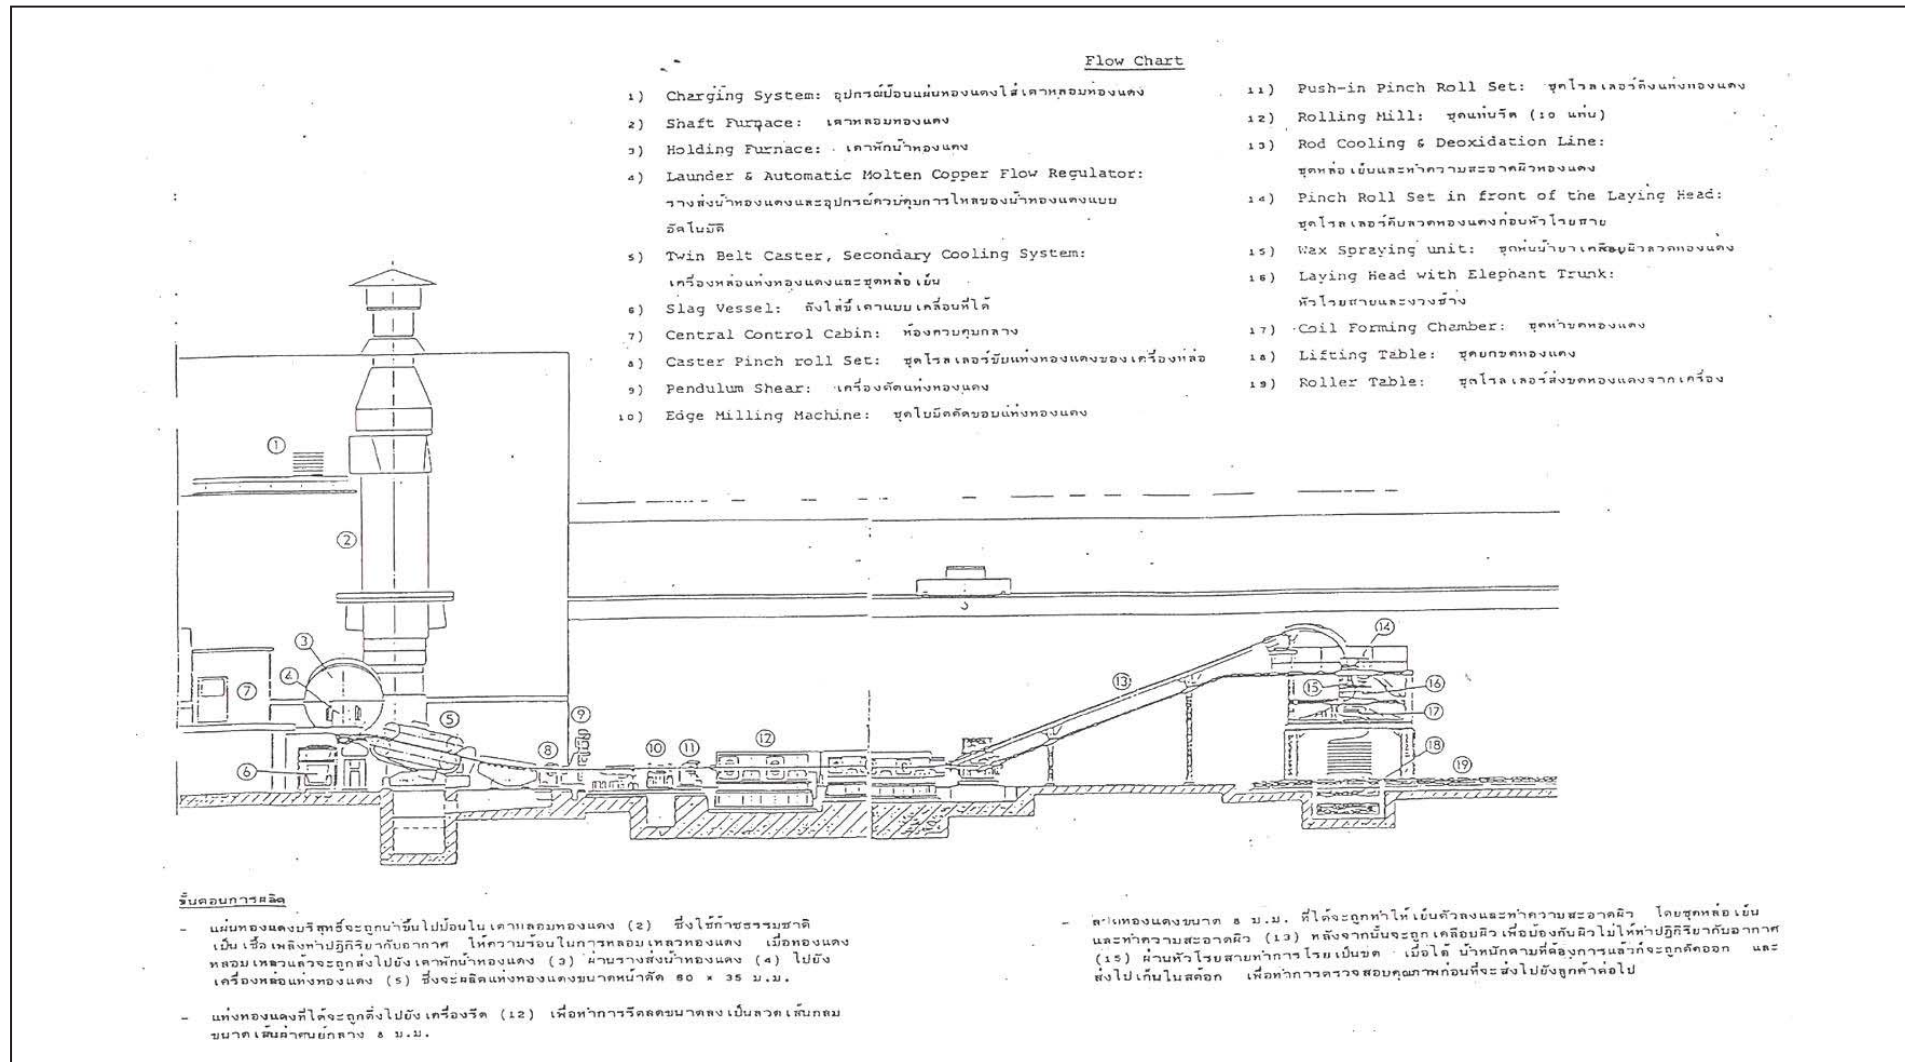 Flow Chart
1) Charging System: อุปกรณ์ป้อนแผ่นทองแดงใส่เตาหลอมทองแดง
2) Shaft Furnace: เตาหลอมทองแดง
3) Holding Furnace: เตาพักน้ำทองแดง
4) Launder & Automatic Molten Copper Flow Regulator:
รางส่งน้ำทองแดงและอุปกรณ์ควบคุมการไหลของน้ำทองแดงแบบ
อัตโนมัติ
5) Twin Belt Caster, Secondary Cooling System:
เครื่องหล่อแท่งทองแดงและชุดหล่อเย็น
6) Slag Vessel: ถังใส่ขี้เตาแบบเคลื่อนที่ได้
7) Central Control Cabin: ห้องควบคุมกลาง
8) Caster Pinch roll Set: ชุดโรลเลอร์ขับแท่งทองแดงของเครื่องหล่อ
9) Pendulum Shear: เครื่องตัดแท่งทองแดง
10) Edge Milling Machine: ชุดใบมีดตัดขอบแท่งทองแดง
11) Push-in Pinch Roll Set: ชุดโรลเลอร์ดึงแท่งทองแดง
12) Rolling Mill: ชุดแท่นรีด (10 แท่น)
13) Rod Cooling & Deoxidation Line:
ชุดหล่อเย็นและทำความสะอาดผิวทองแดง
14) Pinch Roll Set in front of the Laying Head:
ชุดโรลเลอร์คีบลวดทองแดงก่อนหัวโรยสาย
15) Wax Spraying unit: ชุดพ่นน้ำยาเคลือบผิวลวดทองแดง
16) Laying Head with Elephant Trunk:
หัวโรยสายและงวงช้าง
17) Coil Forming Chamber: ชุดทำขดทองแดง
18) Lifting Table: ชุดยกขดทองแดง
19) Roller Table: ชุดโรลเลอร์ส่งขดทองแดงจากเครื่อง
1
2
3
4
5
6
7
8
9
10
11
12
13
14
15
16
17
18
19
ขั้นตอนการผลิต
- แผ่นทองแดงบริสุทธิ์จะถูกนำขึ้นไปป้อนในเตาหลอมทองแดง (2) ซึ่งใช้ก๊าซธรรมชาติ
เป็นเชื้อเพลิงทำปฏิกิริยากับอากาศ ให้ความร้อนในการหลอมเหลวทองแดง เมื่อทองแดง
หลอมเหลวแล้วจะถูกส่งไปยังเตาพักน้ำทองแดง (3) ผ่านรางส่งน้ำทองแดง (4) ไปยัง
เครื่องหล่อแท่งทองแดง (5) ซึ่งจะผลิตแท่งทองแดงขนาดหน้าตัด 60 × 35 ม.ม.
- แท่งทองแดงที่ได้จะถูกดึงไปยังเครื่องรีด (12) เพื่อทำการรีดลดขนาดลงเป็นลวดเส้นกลม
ขนาดเส้นผ่าศูนย์กลาง 8 ม.ม.
- ลวดทองแดงขนาด 8 ม.ม. ที่ได้จะถูกทำให้เย็นตัวลงและทำความสะอาดผิว โดยชุดหล่อเย็น
และทำความสะอาดผิว (13) หลังจากนั้นจะถูกเคลือบผิวเพื่อป้องกันผิวไม่ให้ทำปฏิกิริยากับอากาศ
(15) ผ่านหัวโรยสายทำการโรยเป็นขด เมื่อได้น้ำหนักตามที่ต้องการแล้วก็จะถูกตัดออก และ
ส่งไปเก็บในสต๊อก เพื่อทำการตรวจสอบคุณภาพก่อนที่จะส่งไปยังลูกค้าต่อไป